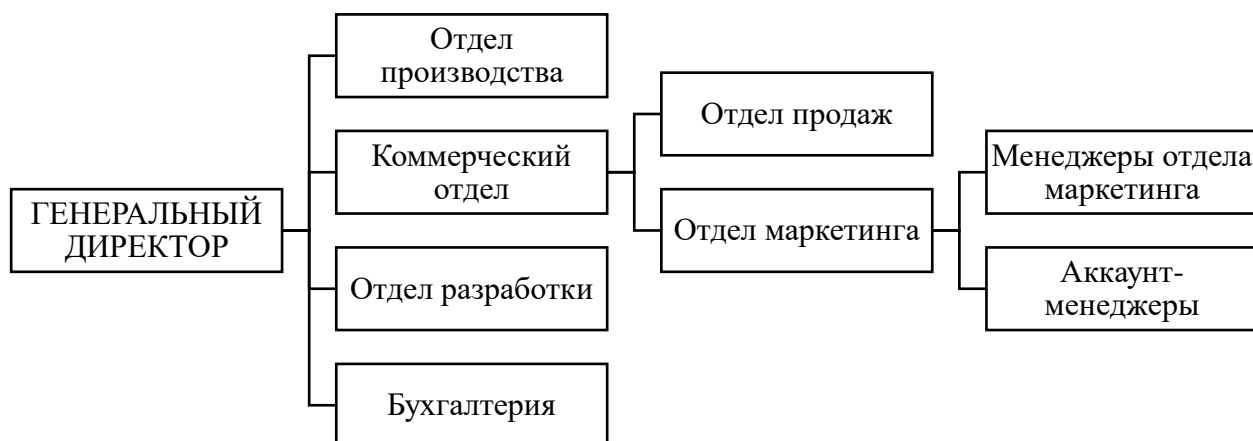 Отдел
производства
Отдел продаж
Коммерческий
отдел
Менеджеры отдела
маркетинга
ГЕНЕРАЛЬНЫЙ
ДИРЕКТОР
Отдел маркетинга
Отдел разработки
Аккаунт-
менеджеры
Бухгалтерия